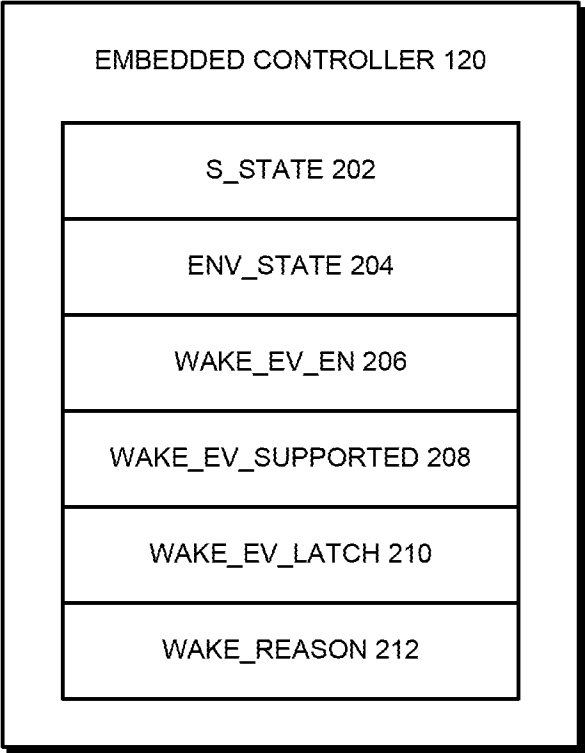 EMBEDDED CONTROLLER 120
S_STATE 202
ENV_STATE 204
WAKE_EV_EN 206
WAKE_EV_SUPPORTED 208
WAKE_EV_LATCH 210
WAKE_REASON 212